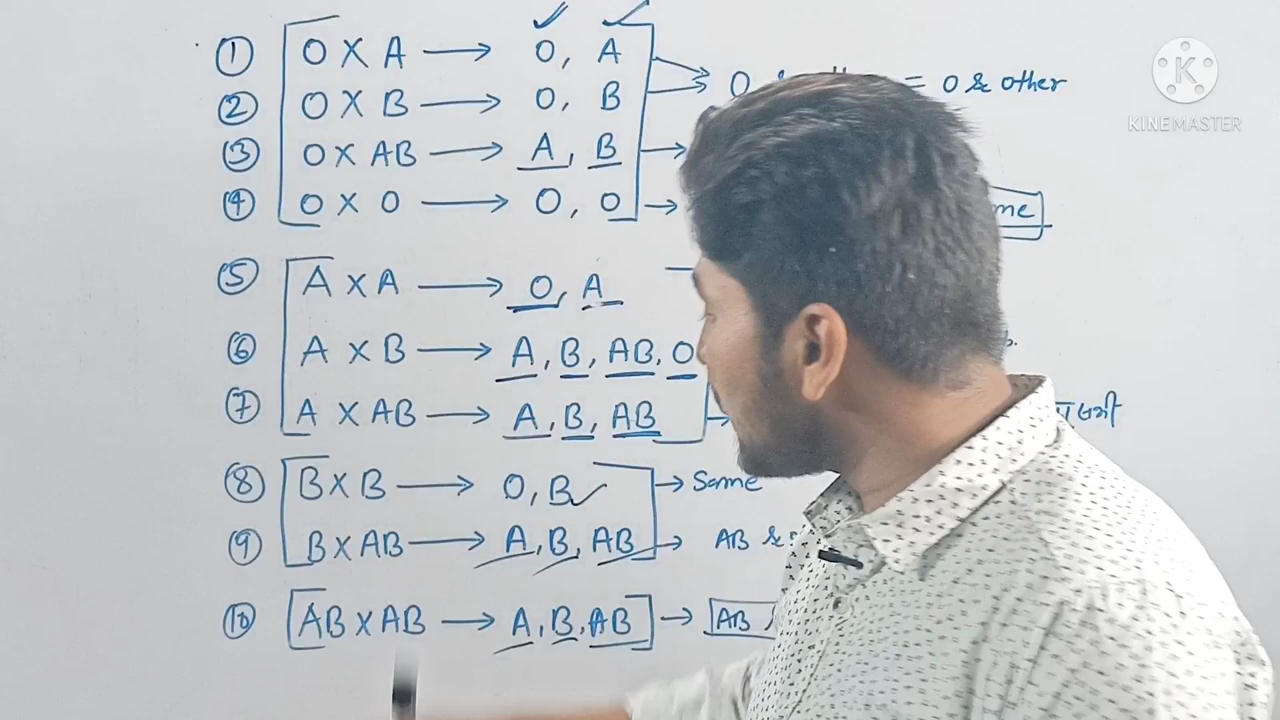 ① O X A → O, A
O = O & other
② O X B → O, B
③ O X AB → A, B
④ O X O → O, O
⑤ A X A → O, A
⑥ A X B → A, B, AB, O
⑦ A X AB → A, B, AB
⑧ B X B → O, B ✓ → Same
⑨ B X AB → A, B, AB → AB &
⑩ AB X AB → A, B, AB → AB
K
KINEMASTER